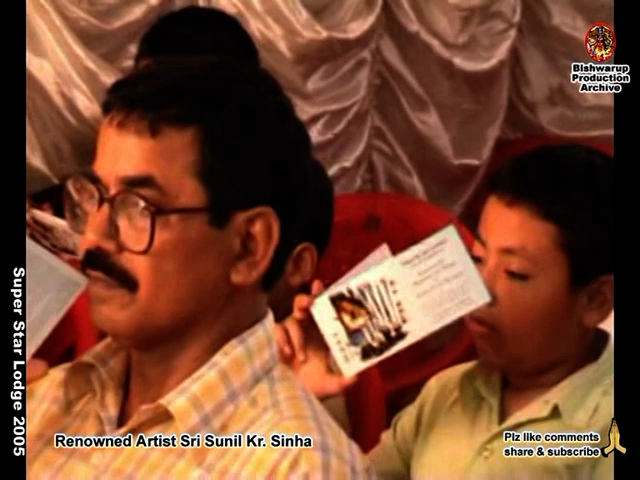 Bishwarup
Production
Archive
Super Star Lodge 2005
Renowned Artist Sri Sunil Kr. Sinha
Plz like comments
share & subscribe